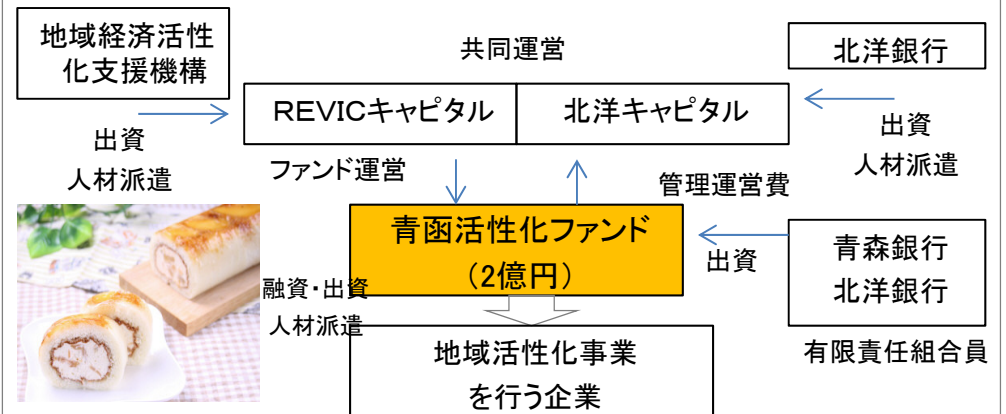 地域経済活性
化支援機構
共同運営
北洋銀行
REVICキャピタル
北洋キャピタル
出資
人材派遣
出資
人材派遣
ファンド運営
管理運営費
青函活性化ファンド
(2億円)
出資
青森銀行
北洋銀行
融資・出資
人材派遣
有限責任組合員
地域活性化事業
を行う企業